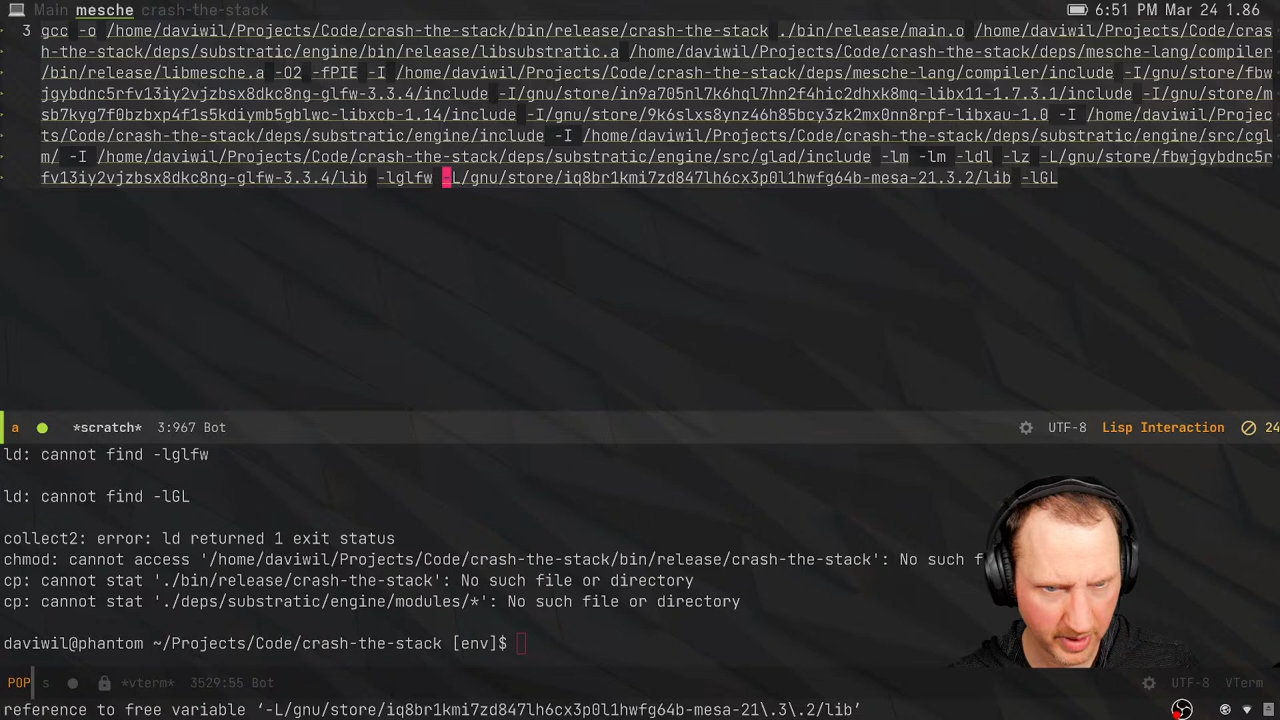 Main mesche crash-the-stack 6:51 PM Mar 24 1.86
3 gcc -o /home/daviwil/Projects/Code/crash-the-stack/bin/release/crash-the-stack ./bin/release/main.o /home/daviwil/Projects/Code/cras
h-the-stack/deps/substratic/engine/bin/release/libsubstratic.a /home/daviwil/Projects/Code/crash-the-stack/deps/mesche-lang/compiler
/bin/release/libmesche.a -O2 -fPIE -I /home/daviwil/Projects/Code/crash-the-stack/deps/mesche-lang/compiler/include -I/gnu/store/fbw
jgybdnc5rfv13iy2vjzbsx8dkc8ng-glfw-3.3.4/include -I/gnu/store/in9a705nl7khql7hn2f4hic2dhxk8mq-libx11-1.7.3.1/include -I/gnu/store/m
sb7kyg7f0bzbxp4f1s5kdiymb5gblwc-libxcb-1.14/include -I/gnu/store/9k6slxs8ynz46h85bcy3zk2mx0nn8rpf-libxau-1.0 -I /home/daviwil/Projec
ts/Code/crash-the-stack/deps/substratic/engine/include -I /home/daviwil/Projects/Code/crash-the-stack/deps/substratic/engine/src/cgl
m/ -I /home/daviwil/Projects/Code/crash-the-stack/deps/substratic/engine/src/glad/include -lm -lm -ldl -lz -L/gnu/store/fbwjgybdnc5r
fv13iy2vjzbsx8dkc8ng-glfw-3.3.4/lib -lglfw -L/gnu/store/iq8br1kmi7zd847lh6cx3p0l1hwfg64b-mesa-21.3.2/lib -lGL
a *scratch* 3:967 Bot UTF-8 Lisp Interaction 24
ld: cannot find -lglfw
ld: cannot find -lGL
collect2: error: ld returned 1 exit status
chmod: cannot access '/home/daviwil/Projects/Code/crash-the-stack/bin/release/crash-the-stack': No such f
cp: cannot stat './bin/release/crash-the-stack': No such file or directory
cp: cannot stat './deps/substratic/engine/modules/*': No such file or directory
daviwil@phantom ~/Projects/Code/crash-the-stack [env]$
POP s *vterm* 3529:55 Bot UTF-8 VTerm
reference to free variable ‘-L/gnu/store/iq8br1kmi7zd847lh6cx3p0l1hwfg64b-mesa-21\.3\.2/lib’